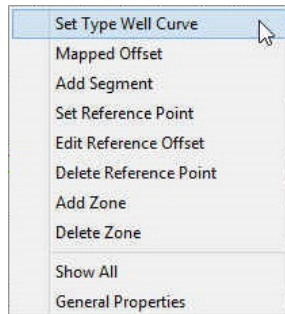 Set Type Well Curve
Mapped Offset
Add Segment
Set Reference Point
Edit Reference Offset
Delete Reference Point
Add Zone
Delete Zone
Show All
General Properties